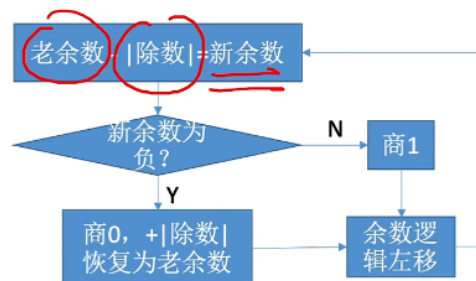 老余数-|除数|=新余数
新余数为
负？
N
商1
Y
商0，+|除数|
恢复为老余数
余数逻
辑左移